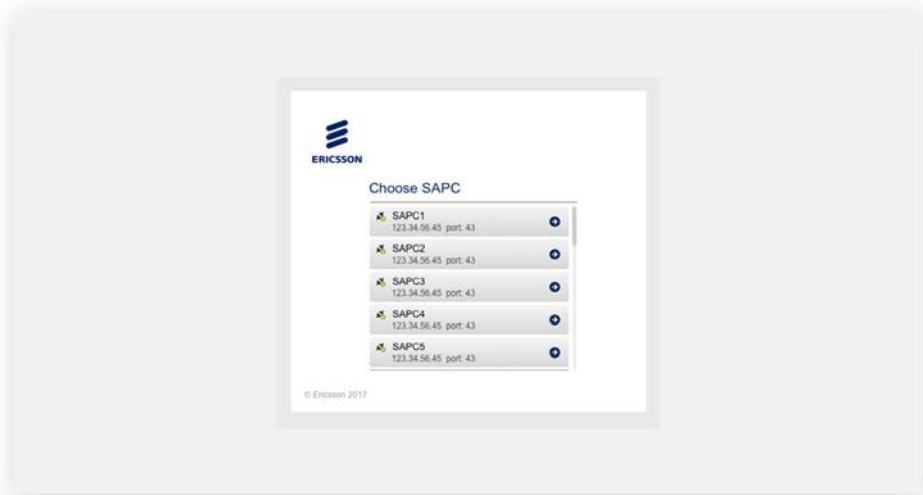 ERICSSON
Choose SAPC
SAPC1
123.34.56.45 port: 43
SAPC2
123.34.56.45 port: 43
SAPC3
123.34.56.45 port: 43
SAPC4
123.34.56.45 port: 43
SAPC5
123.34.56.45 port: 43
© Ericsson 2017